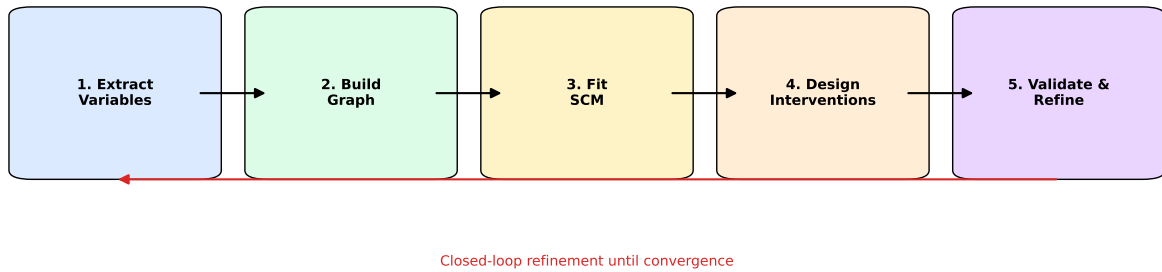 1. Extract
Variables
2. Build
Graph
3. Fit
SCM
4. Design
Interventions
5. Validate &
Refine
Closed-loop refinement until convergence